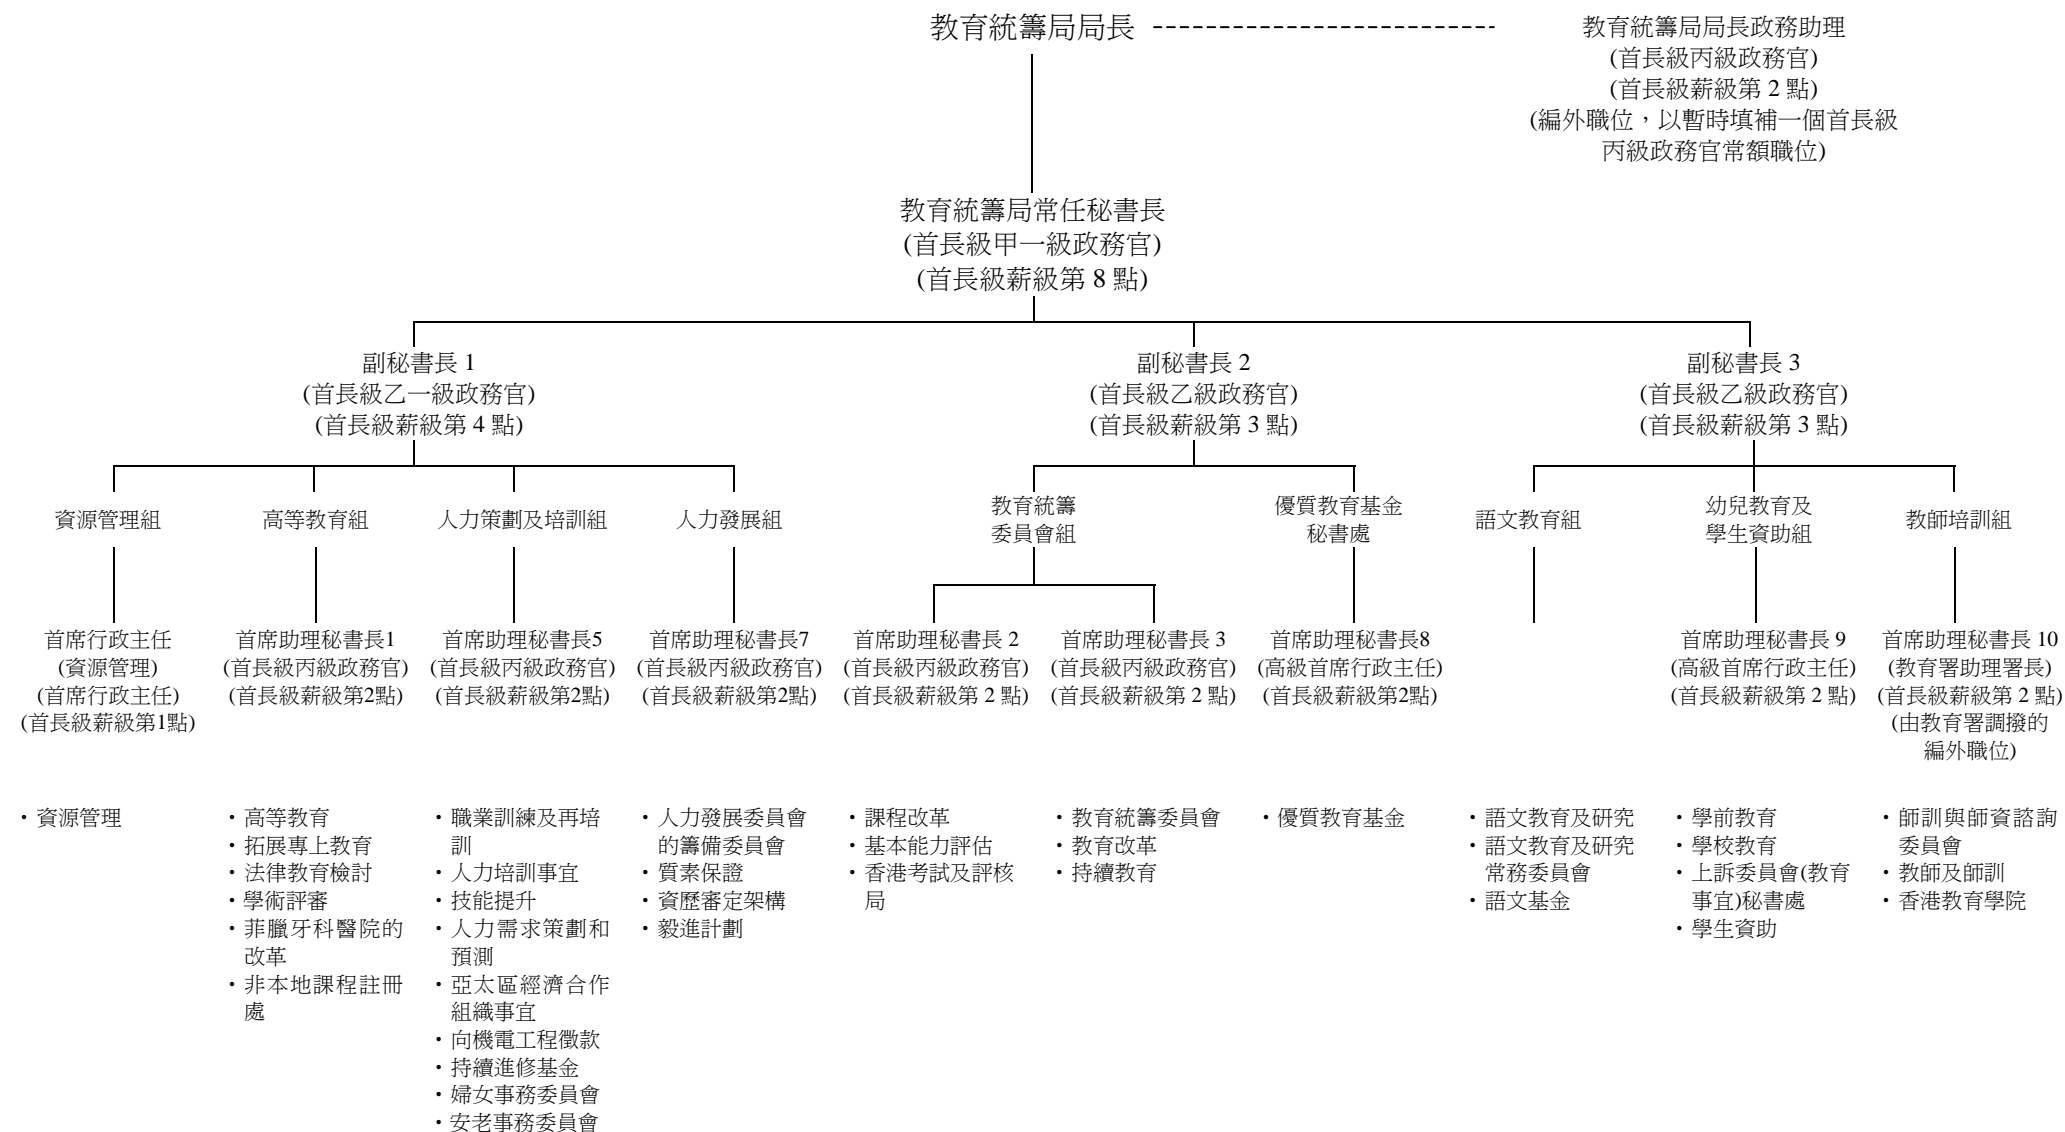 教育統籌局局長
教育統籌局局長政務助理
(首長級丙級政務官)
(首長級薪級第 2 點)
(編外職位，以暫時填補一個首長級
丙級政務官常額職位)
教育統籌局常任秘書長
(首長級甲一級政務官)
(首長級薪級第 8 點)
副秘書長 1
(首長級乙一級政務官)
(首長級薪級第 4 點)
副秘書長 2
(首長級乙級政務官)
(首長級薪級第 3 點)
副秘書長 3
(首長級乙級政務官)
(首長級薪級第 3 點)
資源管理組
高等教育組
人力策劃及培訓組
人力發展組
教育統籌
委員會組
優質教育基金
秘書處
語文教育組
幼兒教育及
學生資助組
教師培訓組
首席行政主任
(資源管理)
(首席行政主任)
(首長級薪級第1點)
首席助理秘書長1
(首長級丙級政務官)
(首長級薪級第2點)
首席助理秘書長5
(首長級丙級政務官)
(首長級薪級第2點)
首席助理秘書長7
(首長級丙級政務官)
(首長級薪級第2點)
首席助理秘書長 2
(首長級丙級政務官)
(首長級薪級第 2 點)
首席助理秘書長 3
(首長級丙級政務官)
(首長級薪級第 2 點)
首席助理秘書長8
(高級首席行政主任)
(首長級薪級第2點)
首席助理秘書長 9
(高級首席行政主任)
(首長級薪級第 2 點)
首席助理秘書長 10
(教育署助理署長)
(首長級薪級第 2 點)
(由教育署調撥的
編外職位)
・資源管理
・高等教育
・拓展專上教育
・法律教育檢討
・學術評審
・菲臘牙科醫院的
改革
・非本地課程註冊
處
・職業訓練及再培
訓
・人力培訓事宜
・技能提升
・人力需求策劃和
預測
・亞太區經濟合作
組織事宜
・向機電工程徵款
・持續進修基金
・婦女事務委員會
・安老事務委員會
・人力發展委員會
的籌備委員會
・質素保證
・資歷審定架構
・毅進計劃
・課程改革
・基本能力評估
・香港考試及評核
局
・教育統籌委員會
・教育改革
・持續教育
・優質教育基金
・語文教育及研究
・語文教育及研究
常務委員會
・語文基金
・學前教育
・學校教育
・上訴委員會(教育
事宜)秘書處
・學生資助
・師訓與師資諮詢
委員會
・教師及師訓
・香港教育學院